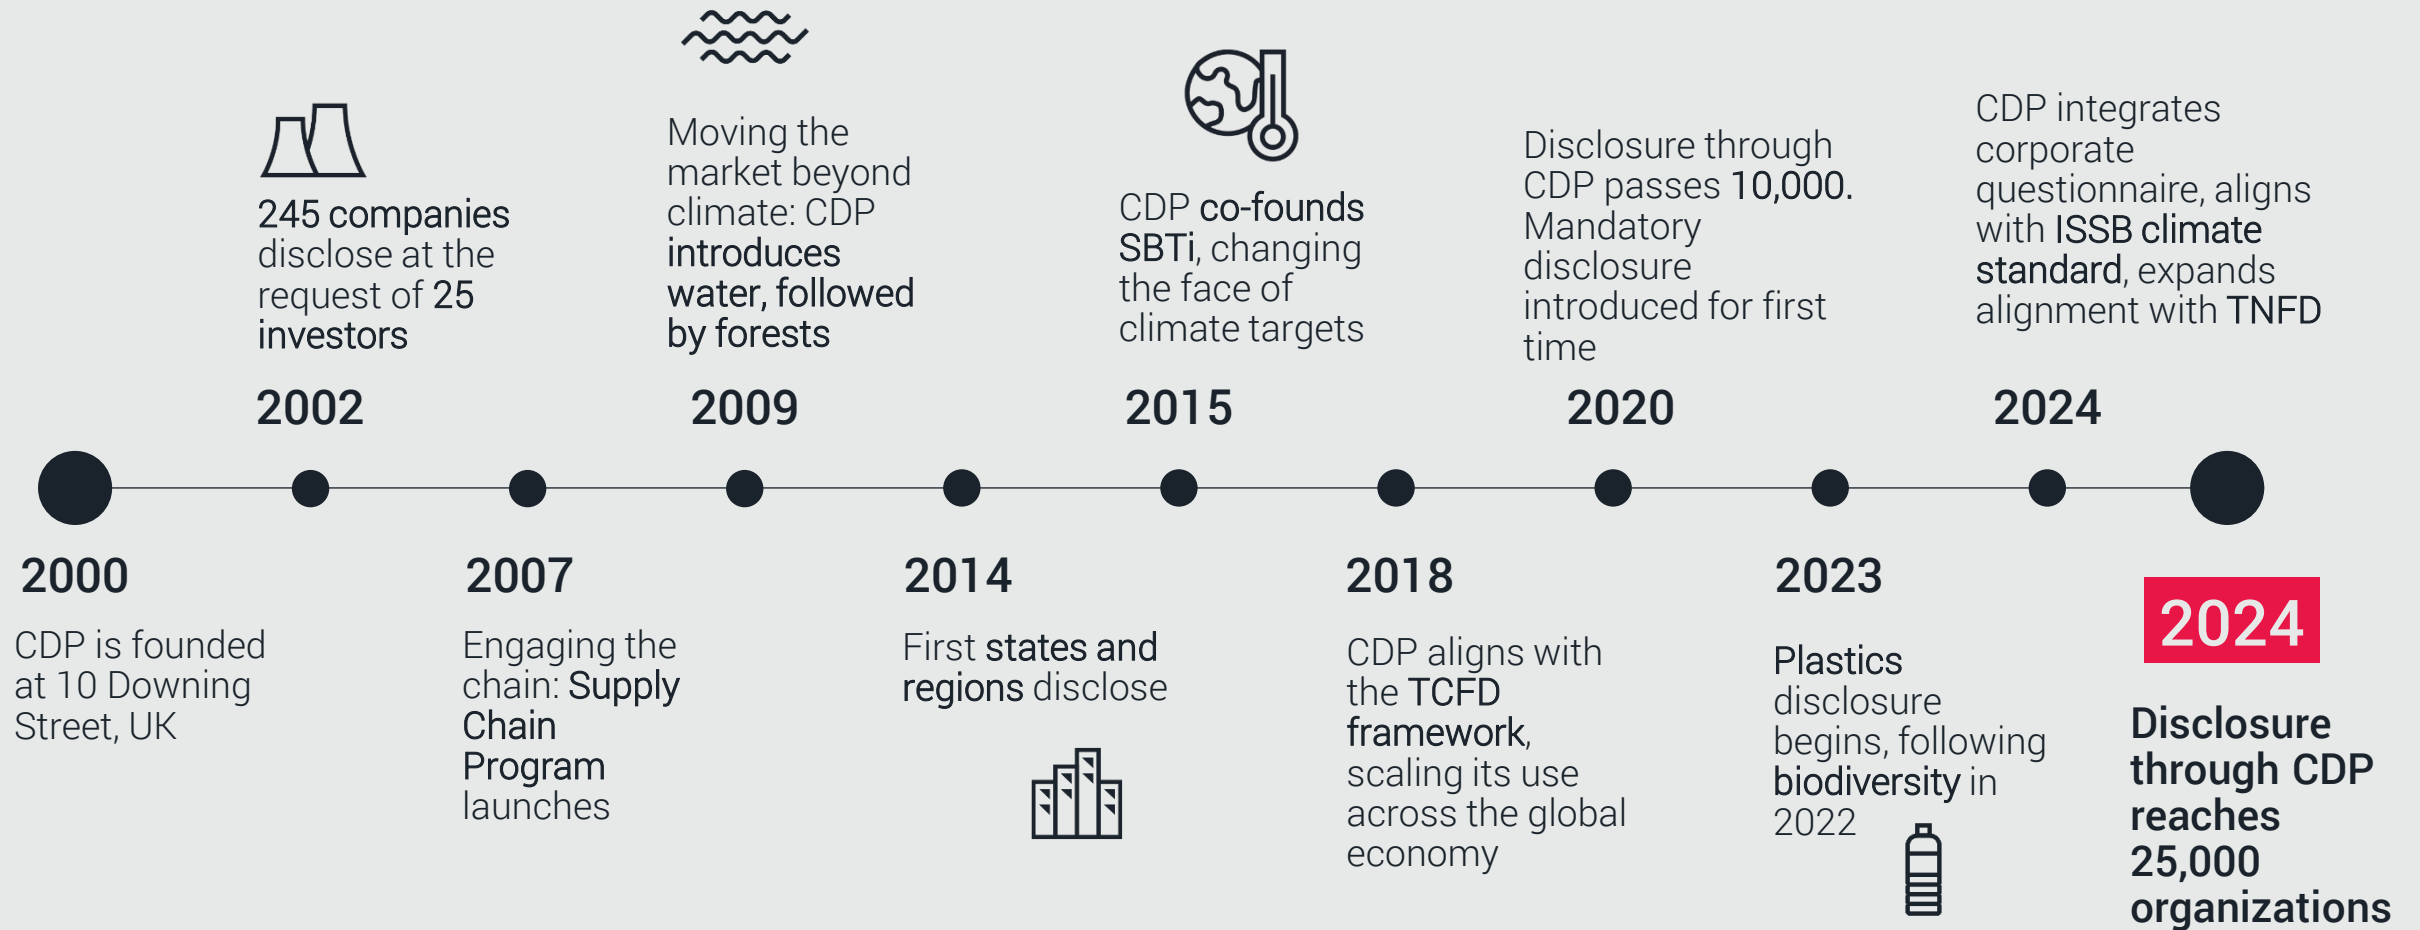 245 companies
disclose at the
request of 25
investors
2002
Moving the
market beyond
climate: CDP
introduces
water, followed
by forests
2009
CDP co-founds
SBTi, changing
the face of
climate targets
2015
Disclosure through
CDP passes 10,000.
Mandatory
disclosure
introduced for first
time
2020
CDP integrates
corporate
questionnaire, aligns
with ISSB climate
standard, expands
alignment with TNFD
2024
2000
CDP is founded
at 10 Downing
Street, UK
2007
Engaging the
chain: Supply
Chain
Program
launches
2014
First states and
regions disclose
2018
CDP aligns with
the TCFD
framework,
scaling its use
across the global
economy
2023
Plastics
disclosure
begins, following
biodiversity in
2022
2024
Disclosure
through CDP
reaches
25,000
organizations